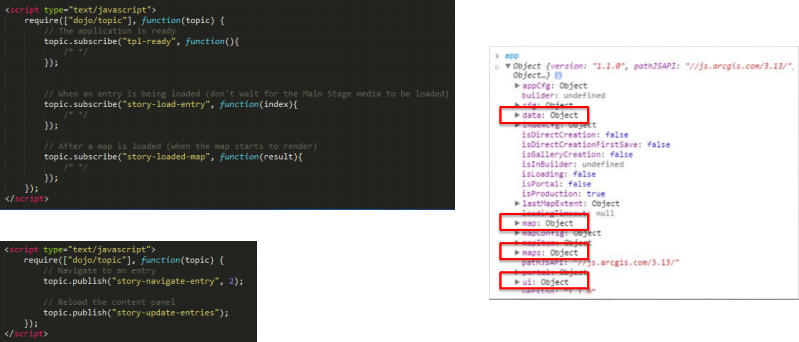 <script type="text/javascript">
require(["dojo/topic"], function(topic) {
// The application is ready
topic.subscribe("tpl-ready", function(){
/* */
});
// When an entry is being loaded (don't wait for the Main Stage media to be loaded)
topic.subscribe("story-load-entry", function(index){
/* */
});
// After a map is loaded (when the map starts to render)
topic.subscribe("story-loaded-map", function(result){
/* */
});
});
</script>
<script type="text/javascript">
require(["dojo/topic"], function(topic) {
// Navigate to an entry
topic.publish("story-navigate-entry", 2);
// Reload the content panel
topic.publish("story-update-entries");
});
</script>
> app
Object {version: "1.1.0", pathJSAPI: "//js.arcgis.com/3.13/",
Object…}
appCfg: Object
builder: undefined
cfg: Object
data: Object
indexCfg: Object
isDirectCreation: false
isDirectCreationFirstSave: false
isGalleryCreation: false
isInBuilder: undefined
isLoading: false
isPortal: false
isProduction: true
lastMapExtent: Object
loadingTimeout: null
map: Object
mapConfig: Object
mapItem: Object
maps: Object
pathJSAPI: "//js.arcgis.com/3.13/"
portal: Object
ui: Object
version: "1.1.0"